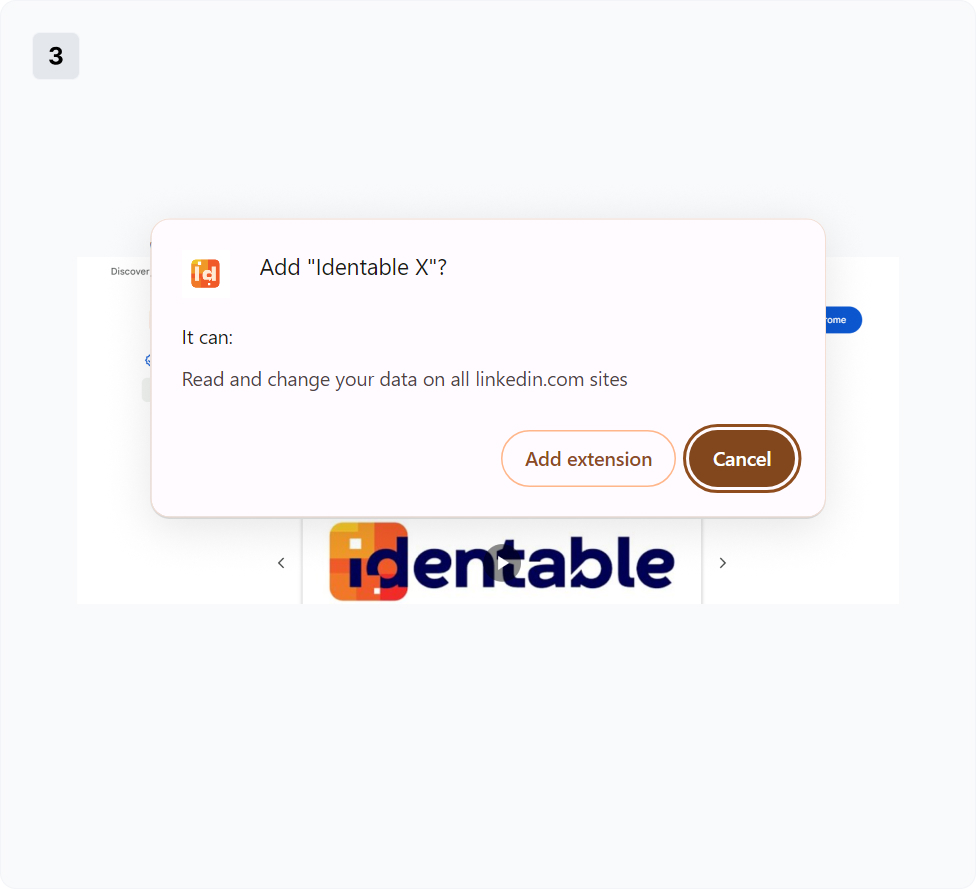 3
Discover
Add "Identable X"?
It can:
Read and change your data on all linkedin.com sites
Add extension
Cancel
identable